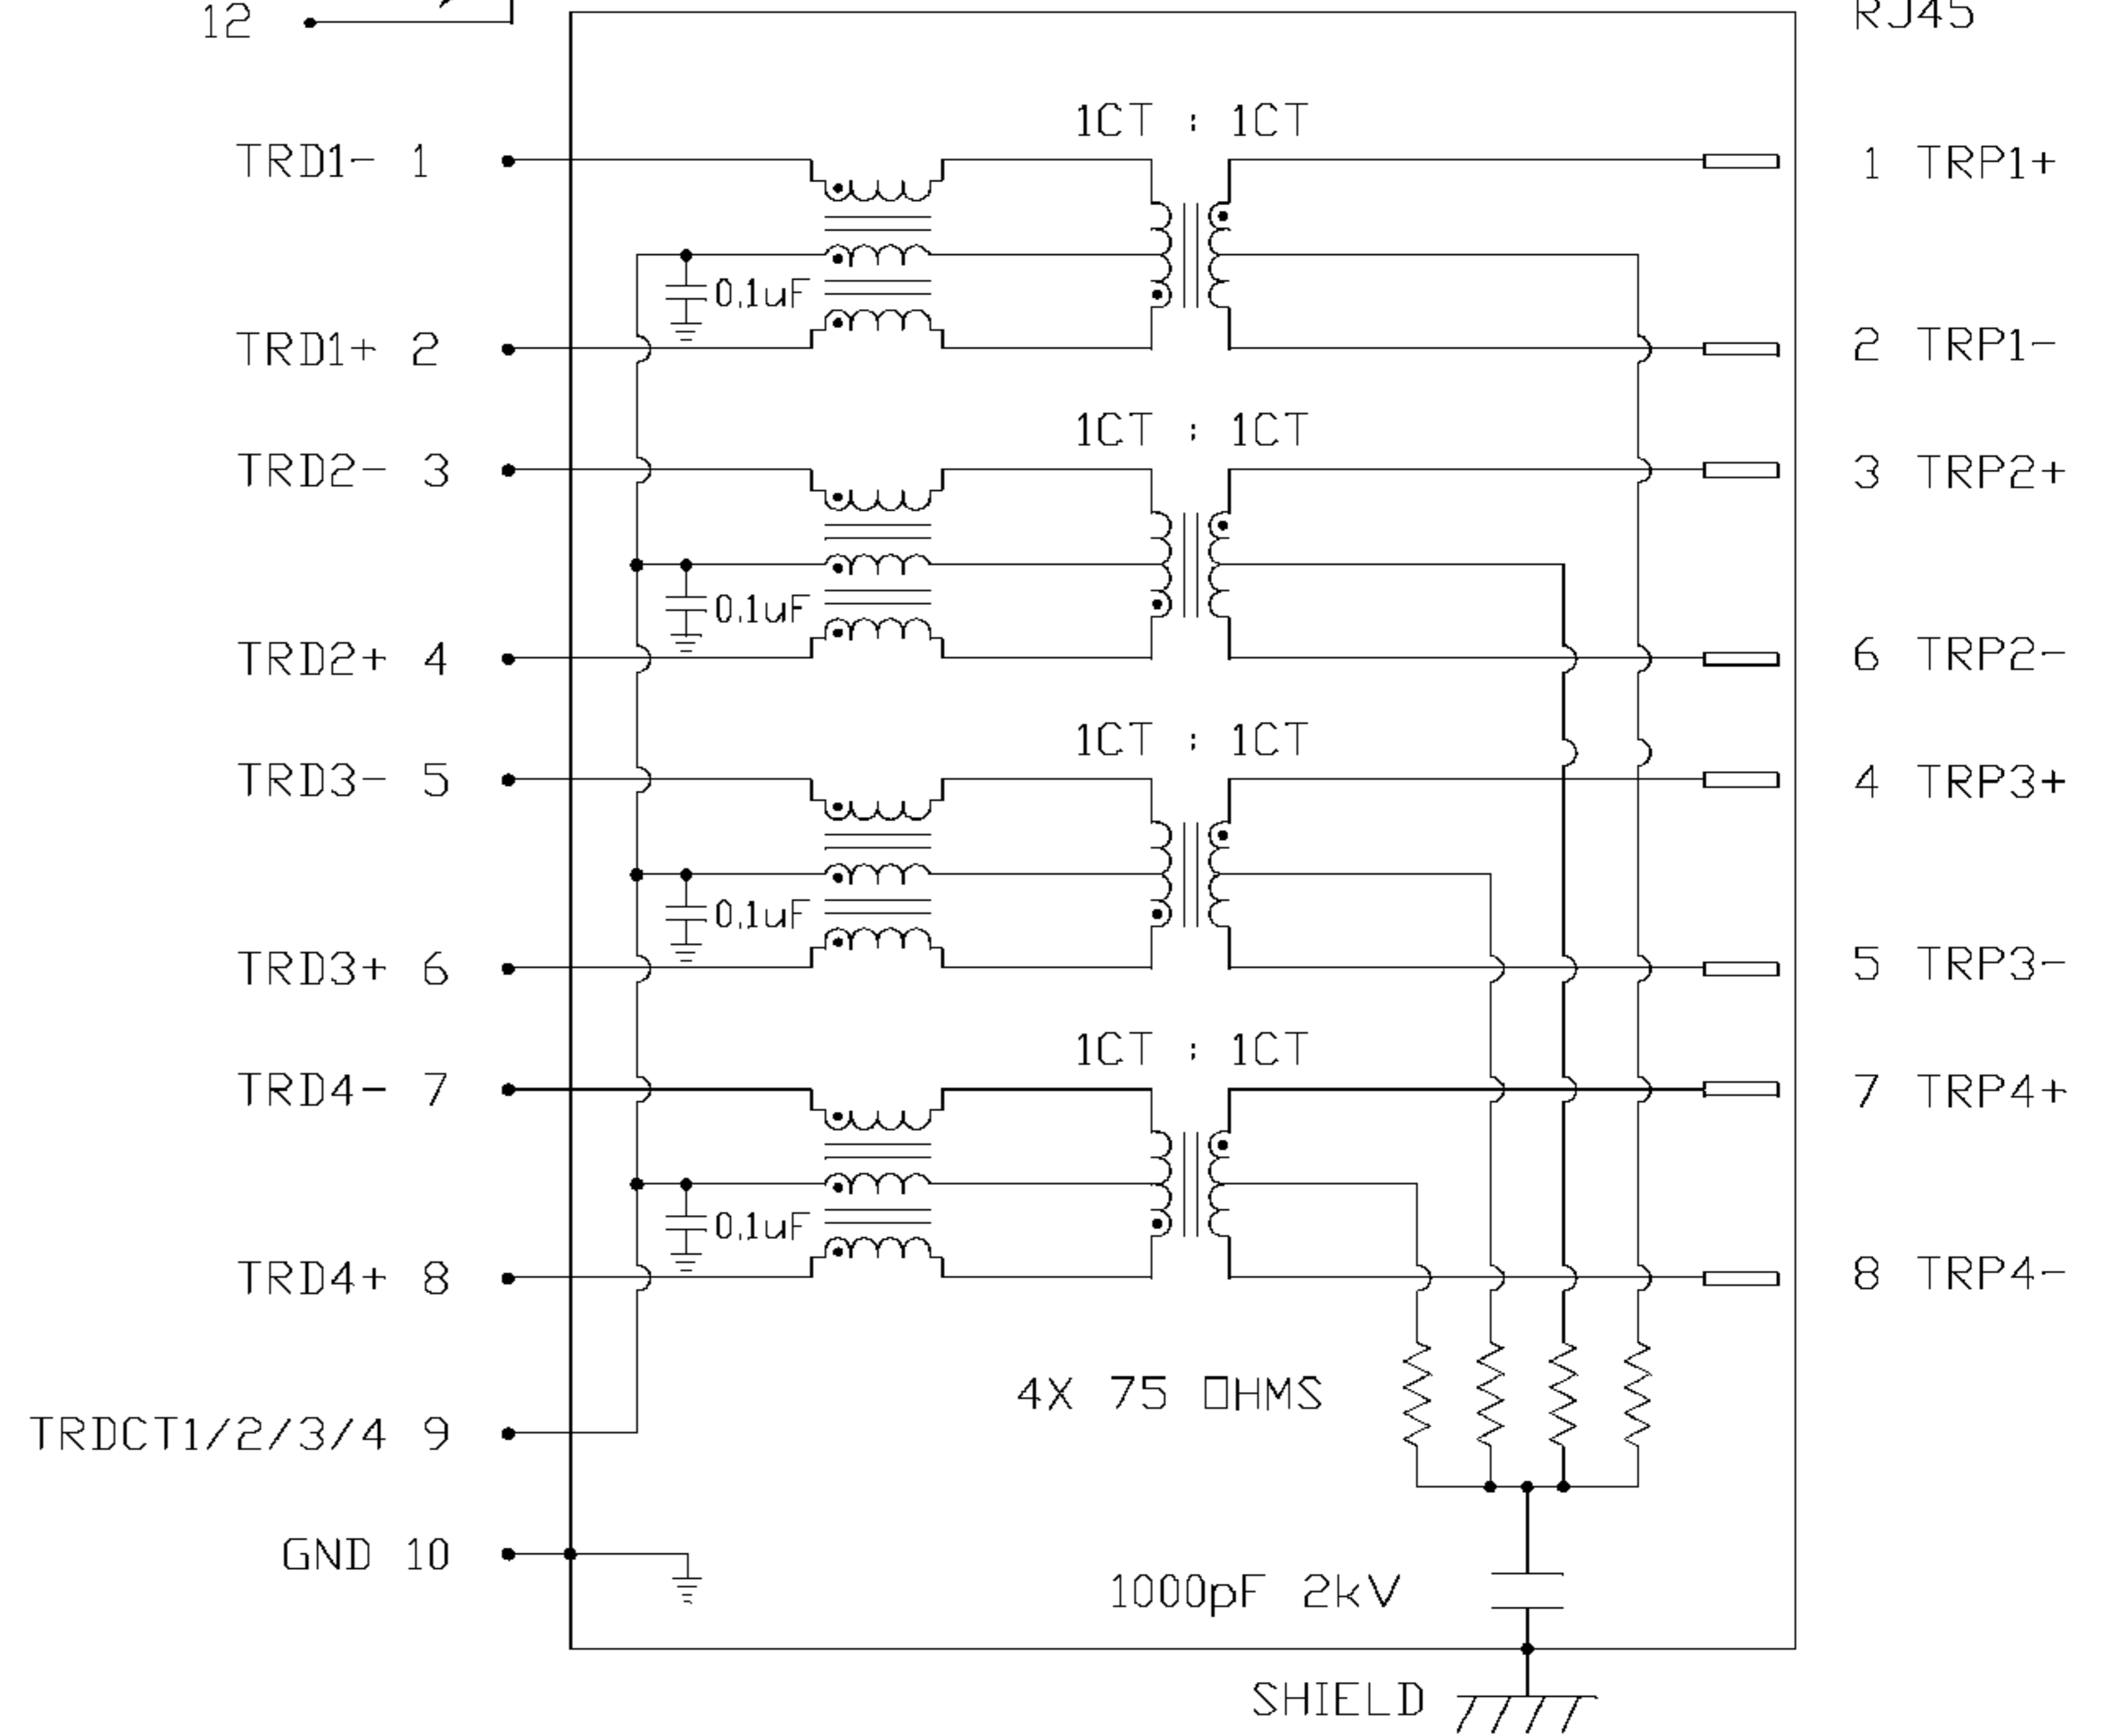 12
RJ45
1CT : 1CT
TRD1- 1
1 TRP1+
0.1uF
TRD1+ 2
2 TRP1-
1CT : 1CT
TRD2- 3
3 TRP2+
0.1uF
TRD2+ 4
6 TRP2-
1CT : 1CT
TRD3- 5
4 TRP3+
0.1uF
TRD3+ 6
5 TRP3-
1CT : 1CT
TRD4- 7
7 TRP4+
0.1uF
TRD4+ 8
8 TRP4-
4X 75 OHMS
TRDCT1/2/3/4 9
GND 10
1000pF 2kV
SHIELD